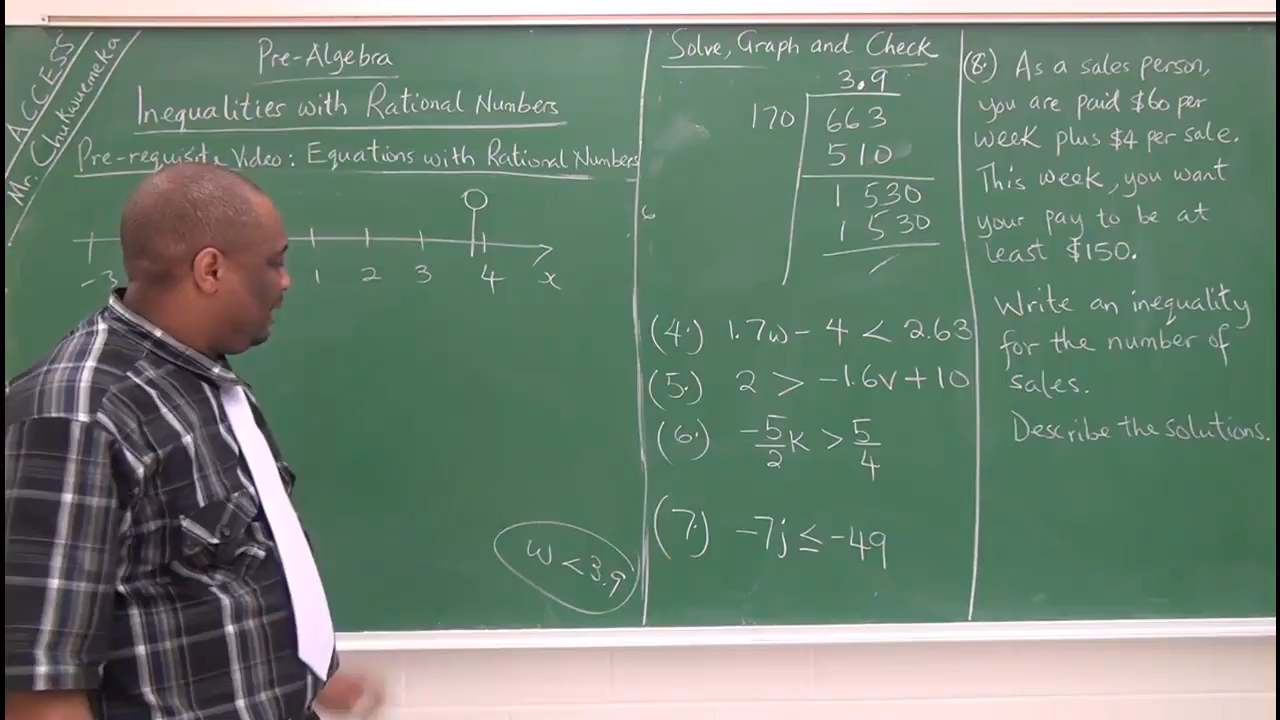 ACCESS
Mr. Chukwuemeka
Pre-Algebra
Inequalities with Rational Numbers
Pre-requisite Video: Equations with Rational Numbers
-3 1 2 3 4 x
w < 3.9
Solve, Graph and Check
3.9
170 663
510
1 530
1 530
(4.) 1.7w - 4 < 2.63
(5.) 2 > -1.6v + 10
(6.) -5/2 k > 5/4
(7.) -7j ≤ -49
(8.) As a sales person,
you are paid $60 per
week plus $4 per sale.
This week, you want
your pay to be at
least $150.
Write an inequality
for the number of
sales.
Describe the solutions.